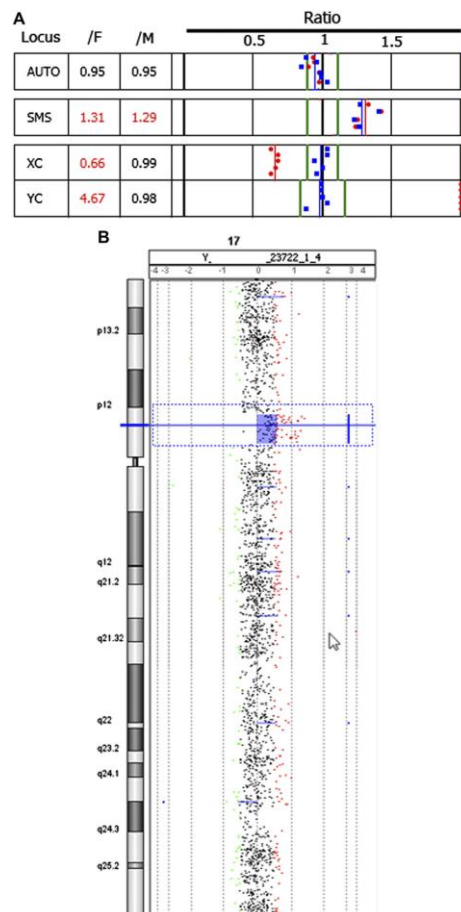 A
Ratio
Locus /F /M 0.5 1 1.5
AUTO 0.95 0.95
SMS 1.31 1.29
XC 0.66 0.99
YC 4.67 0.98
B
17
Y_ _23722_1_4
-4 -3 -1 0 1 2 3 4
p13.2
p12
q12
q21.2
q21.32
q22
q23.2
q24.1
q24.3
q25.2